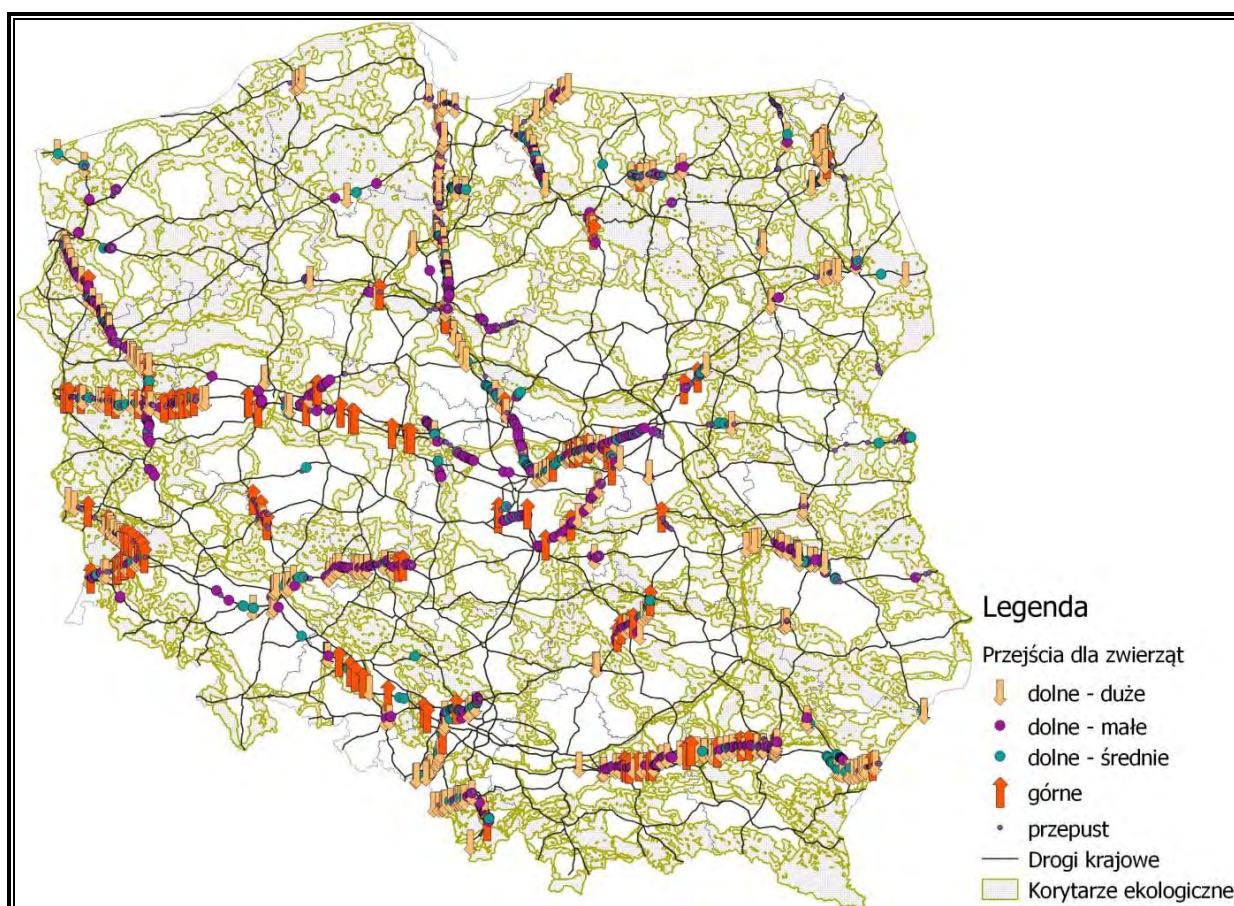 Legenda
Przejścia dla zwierząt
dolne - duże
dolne - małe
dolne - średnie
górne
przepust
Drogi krajowe
Korytarze ekologiczne